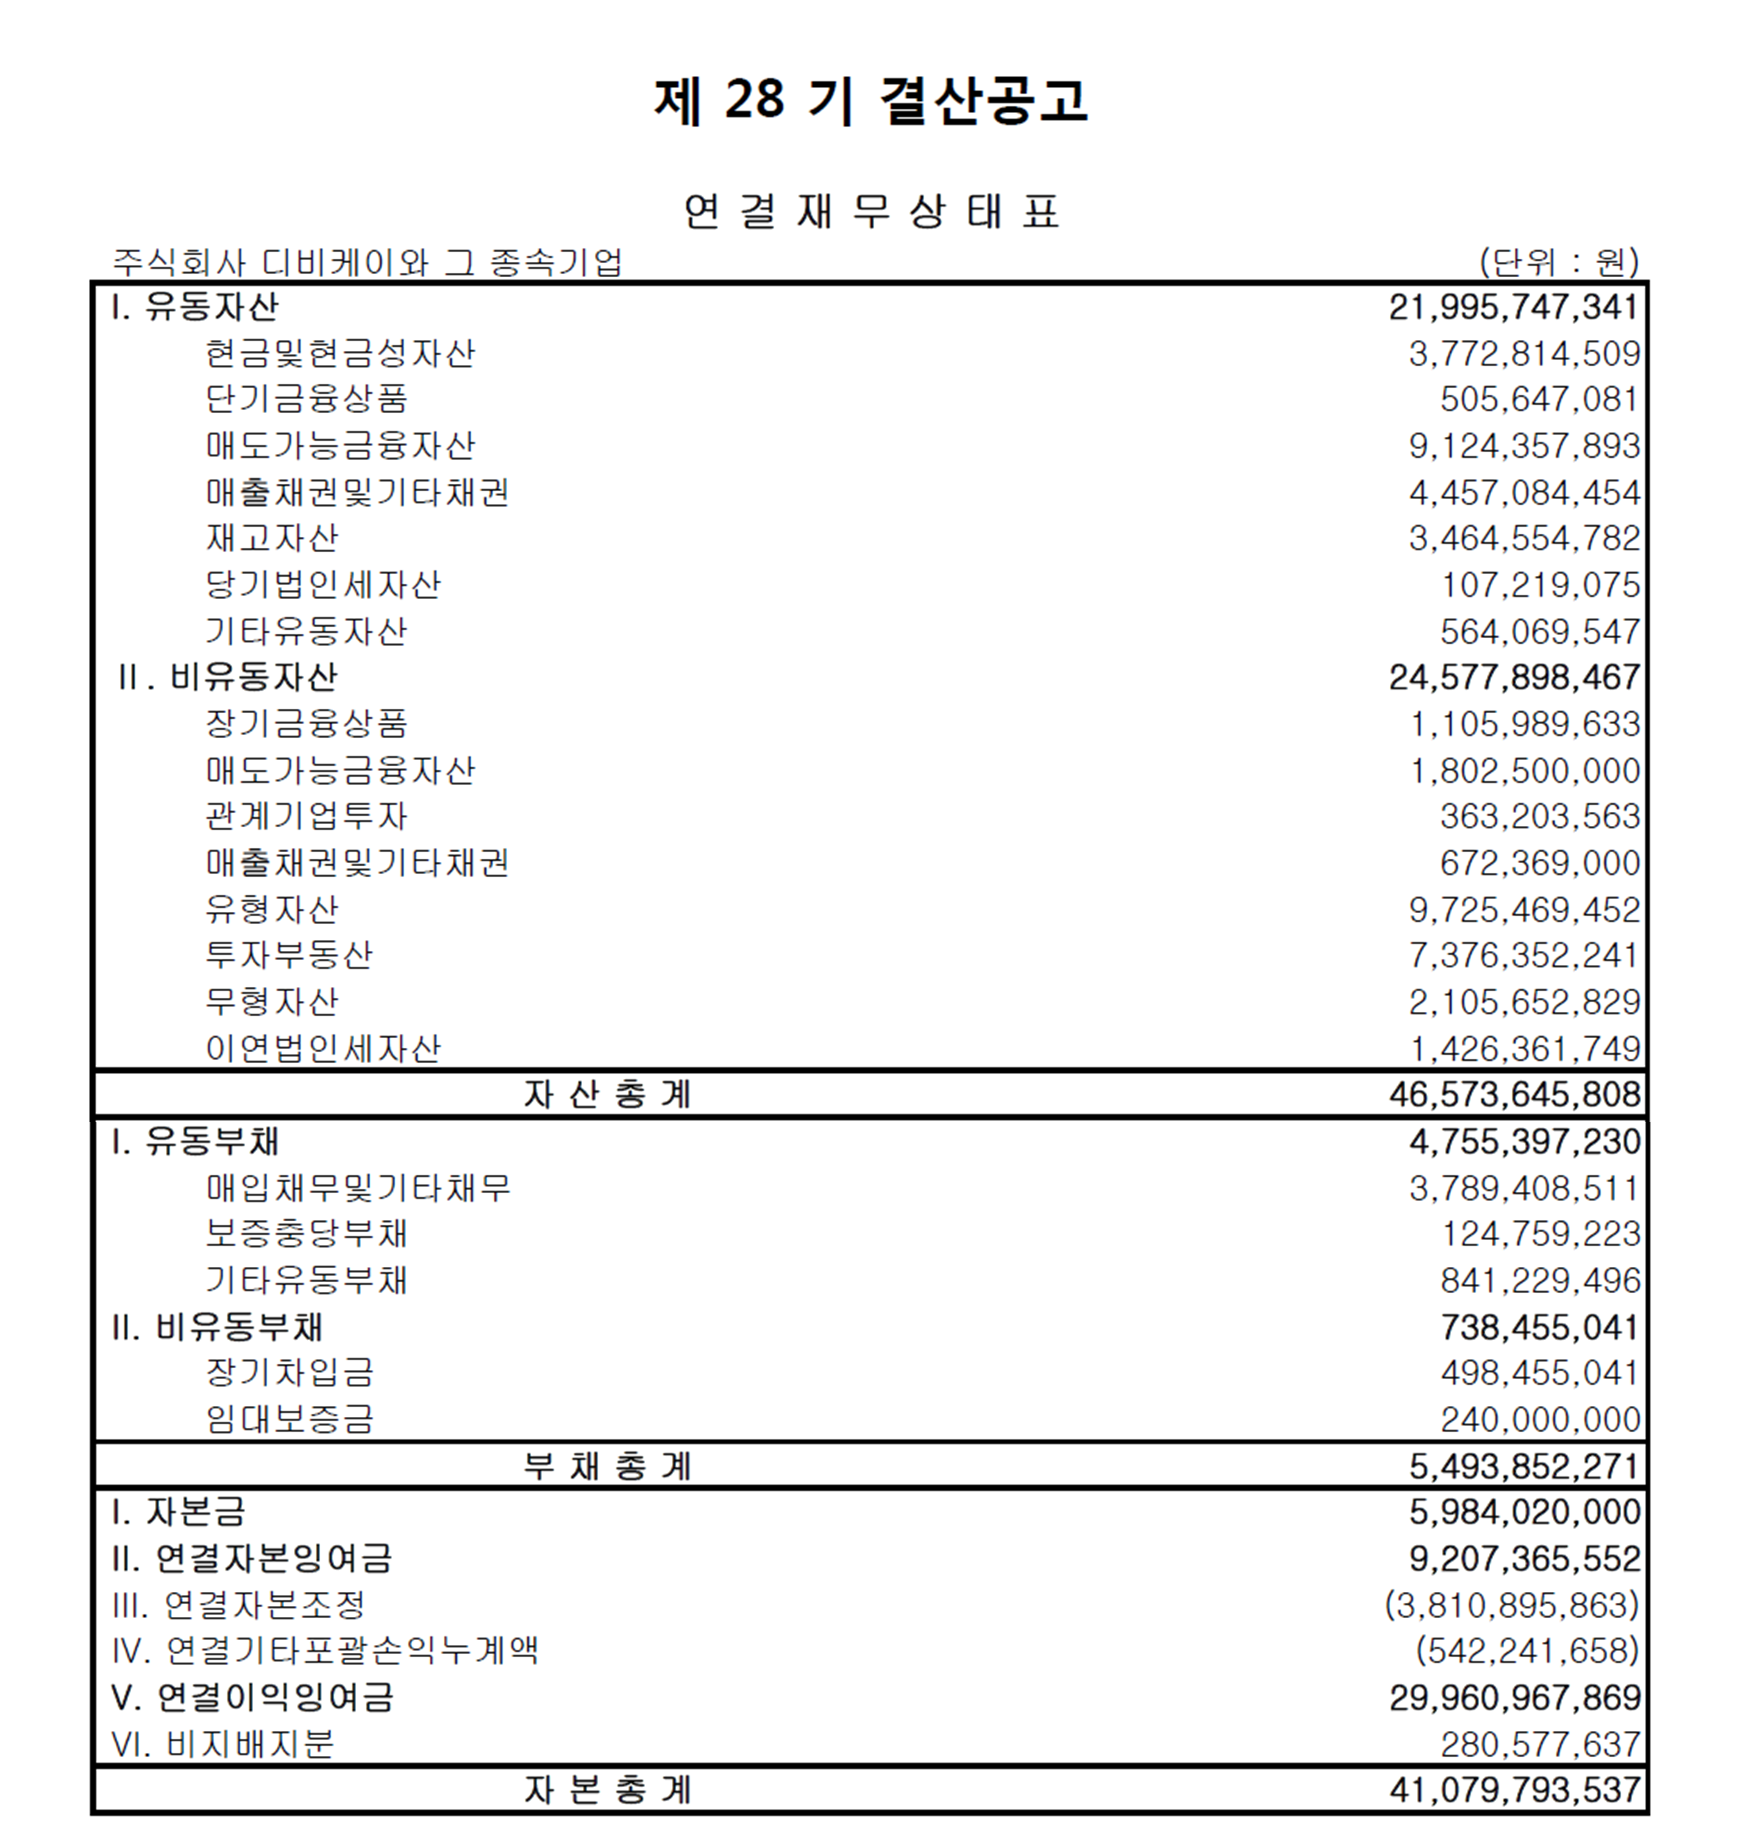 제 28 기 결산공고
연 결 재 무 상 태 표
주식회사 디비케이와 그 종속기업 (단위 : 원)
I. 유동자산 21,995,747,341
현금및현금성자산 3,772,814,509
단기금융상품 505,647,081
매도가능금융자산 9,124,357,893
매출채권및기타채권 4,457,084,454
재고자산 3,464,554,782
당기법인세자산 107,219,075
기타유동자산 564,069,547
II. 비유동자산 24,577,898,467
장기금융상품 1,105,989,633
매도가능금융자산 1,802,500,000
관계기업투자 363,203,563
매출채권및기타채권 672,369,000
유형자산 9,725,469,452
투자부동산 7,376,352,241
무형자산 2,105,652,829
이연법인세자산 1,426,361,749
자 산 총 계 46,573,645,808
I. 유동부채 4,755,397,230
매입채무및기타채무 3,789,408,511
보증충당부채 124,759,223
기타유동부채 841,229,496
II. 비유동부채 738,455,041
장기차입금 498,455,041
임대보증금 240,000,000
부 채 총 계 5,493,852,271
I. 자본금 5,984,020,000
II. 연결자본잉여금 9,207,365,552
III. 연결자본조정 (3,810,895,863)
IV. 연결기타포괄손익누계액 (542,241,658)
V. 연결이익잉여금 29,960,967,869
VI. 비지배지분 280,577,637
자 본 총 계 41,079,793,537